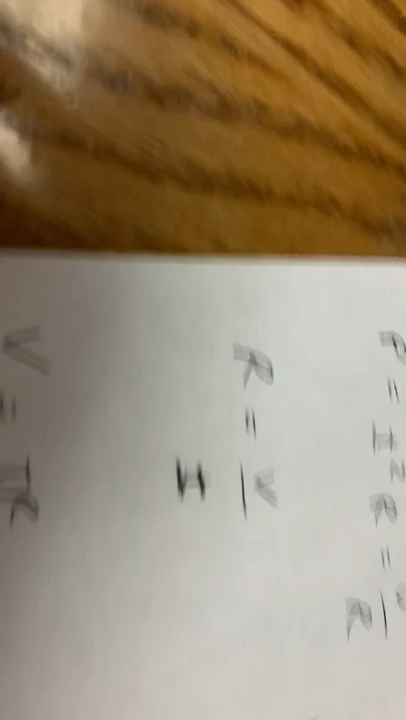 P = I²R = /R
R = V/I
V = IR